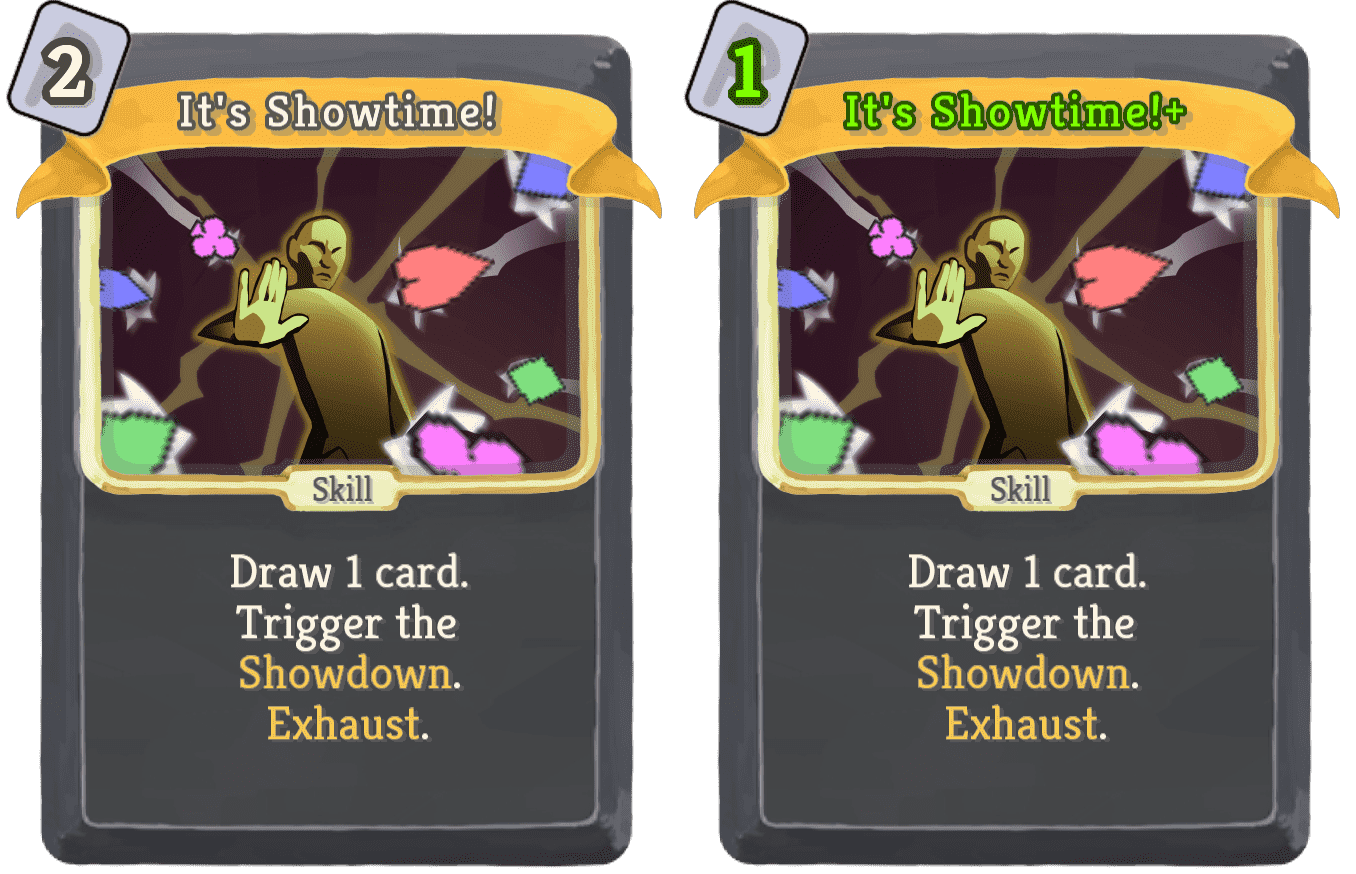 2
It's Showtime!
Skill
Draw 1 card.
Trigger the
Showdown.
Exhaust.
1
It's Showtime!+
Skill
Draw 1 card.
Trigger the
Showdown.
Exhaust.